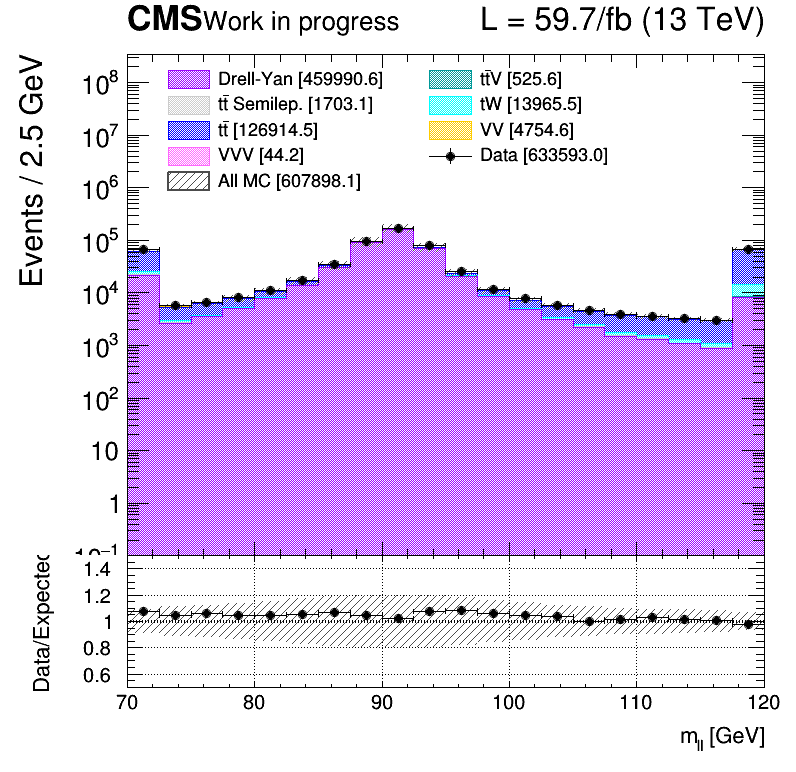 CMS Work in progress L = 59.7/fb (13 TeV)
Events / 2.5 GeV
Drell-Yan [459990.6]
tt̄ Semilep. [1703.1]
tt̄ [126914.5]
VVV [44.2]
All MC [607898.1]
tt̄V [525.6]
tW [13965.5]
VV [4754.6]
Data [633593.0]
10⁸
10⁷
10⁶
10⁵
10⁴
10³
10²
10
1
10⁻¹
Data/Expected
1.4
1.2
1
0.8
0.6
70 80 90 100 110 120
mₗₗ [GeV]